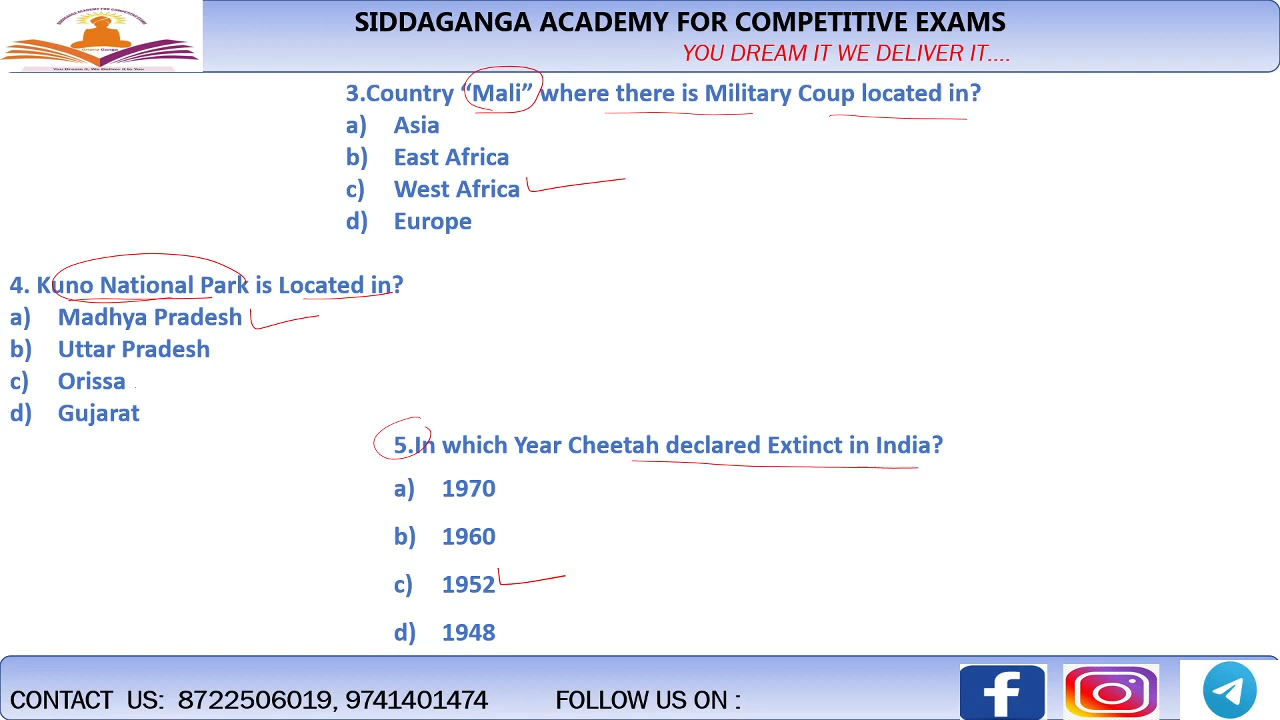 SIDDAGANGA ACADEMY FOR COMPETITIVE EXAMS
YOU DREAM IT WE DELIVER IT....
3.Country “Mali” where there is Military Coup located in?
a) Asia
b) East Africa
c) West Africa
d) Europe
4. Kuno National Park is Located in?
a) Madhya Pradesh
b) Uttar Pradesh
c) Orissa
d) Gujarat
5.In which Year Cheetah declared Extinct in India?
a) 1970
b) 1960
c) 1952
d) 1948
CONTACT US: 8722506019, 9741401474 FOLLOW US ON :